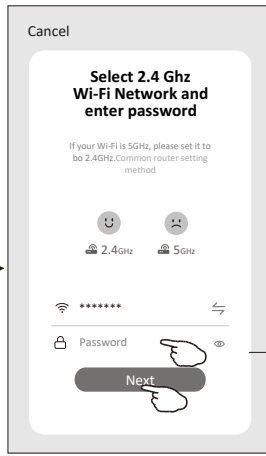 Cancel
Select 2.4 Ghz
Wi-Fi Network and
enter password
If your Wi-Fi is 5GHz, please set it to
bo 2.4GHz.Common router setting
method
2.4GHz 5GHz
*******
Password
Next